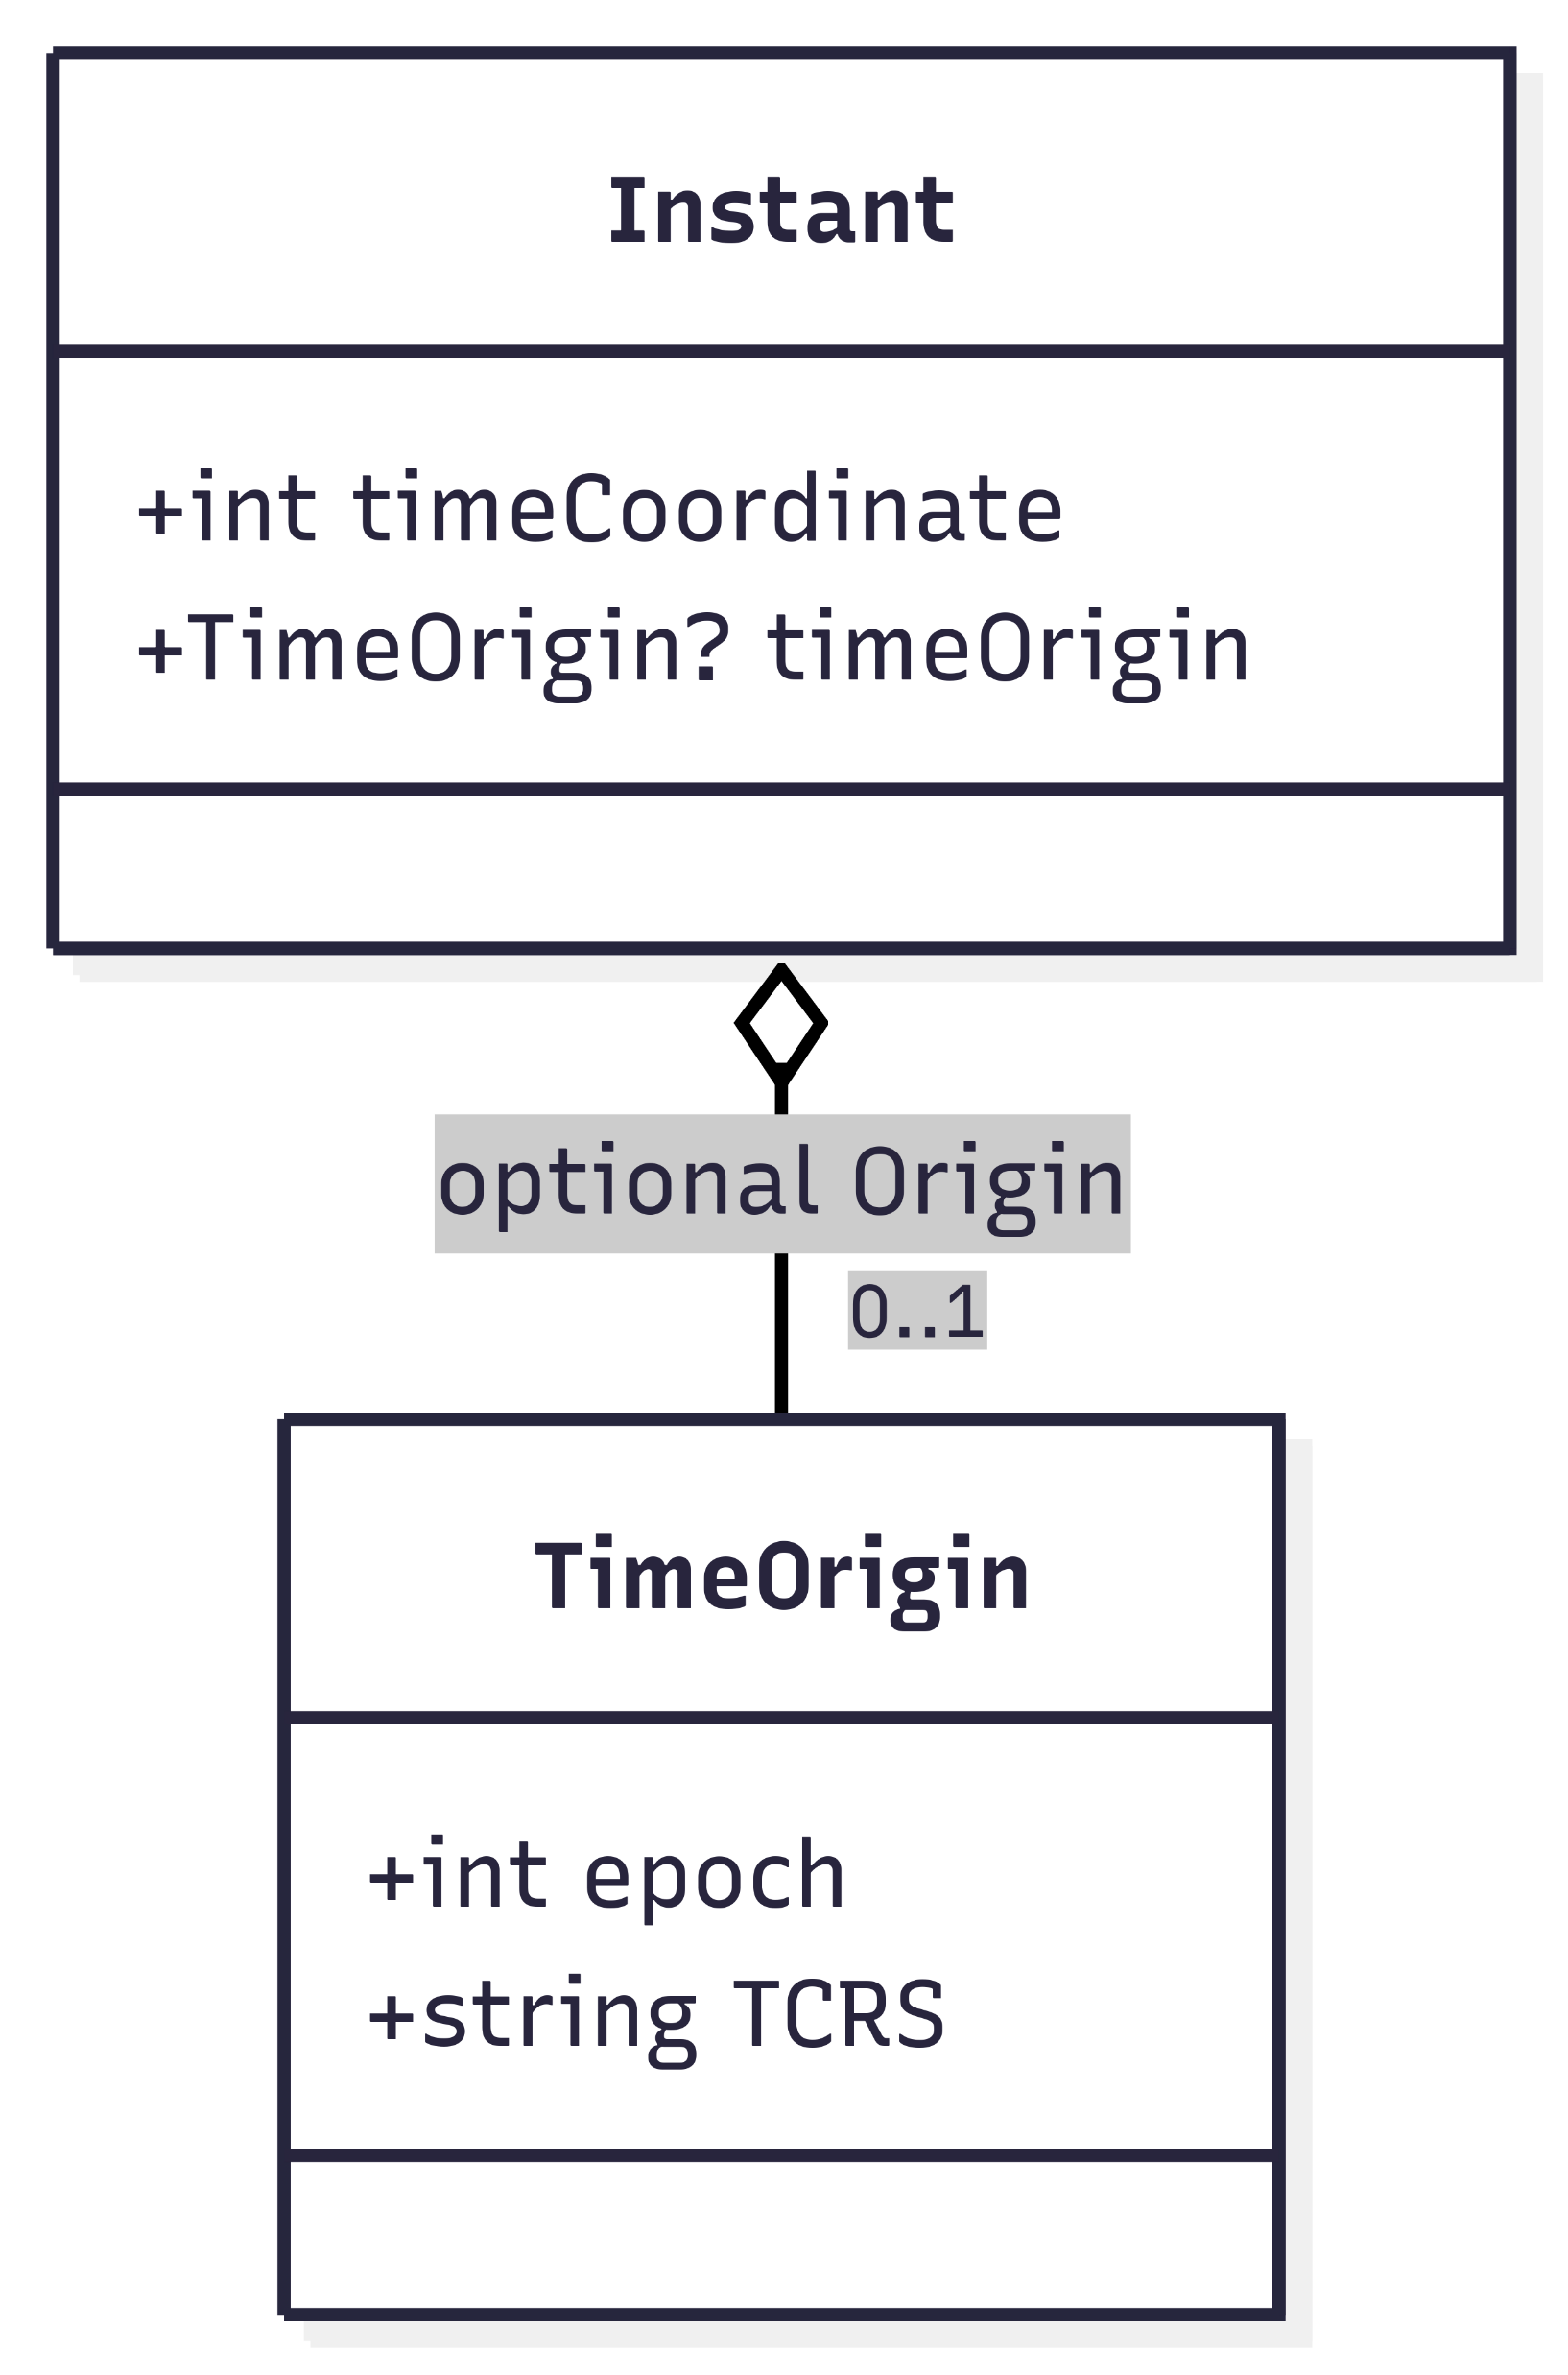 Instant
+int timeCoordinate
+TimeOrigin? timeOrigin
optional Origin
0..1
TimeOrigin
+int epoch
+string TCRS